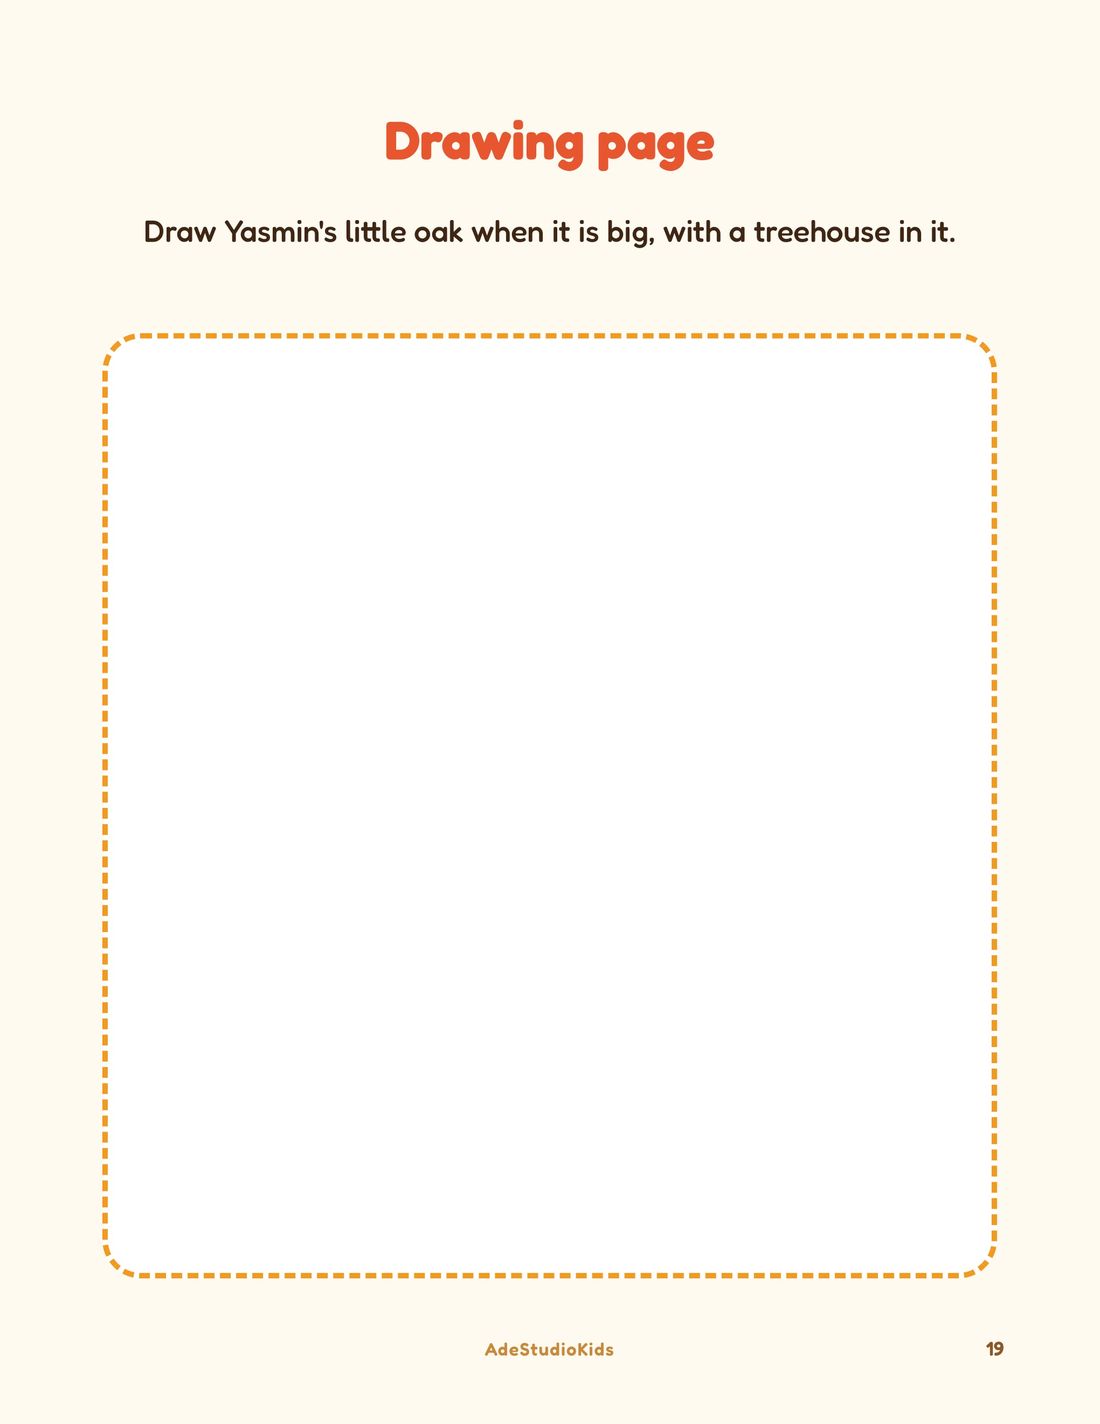 Drawing page
Draw Yasmin's little oak when it is big, with a treehouse in it.
AdeStudioKids
19